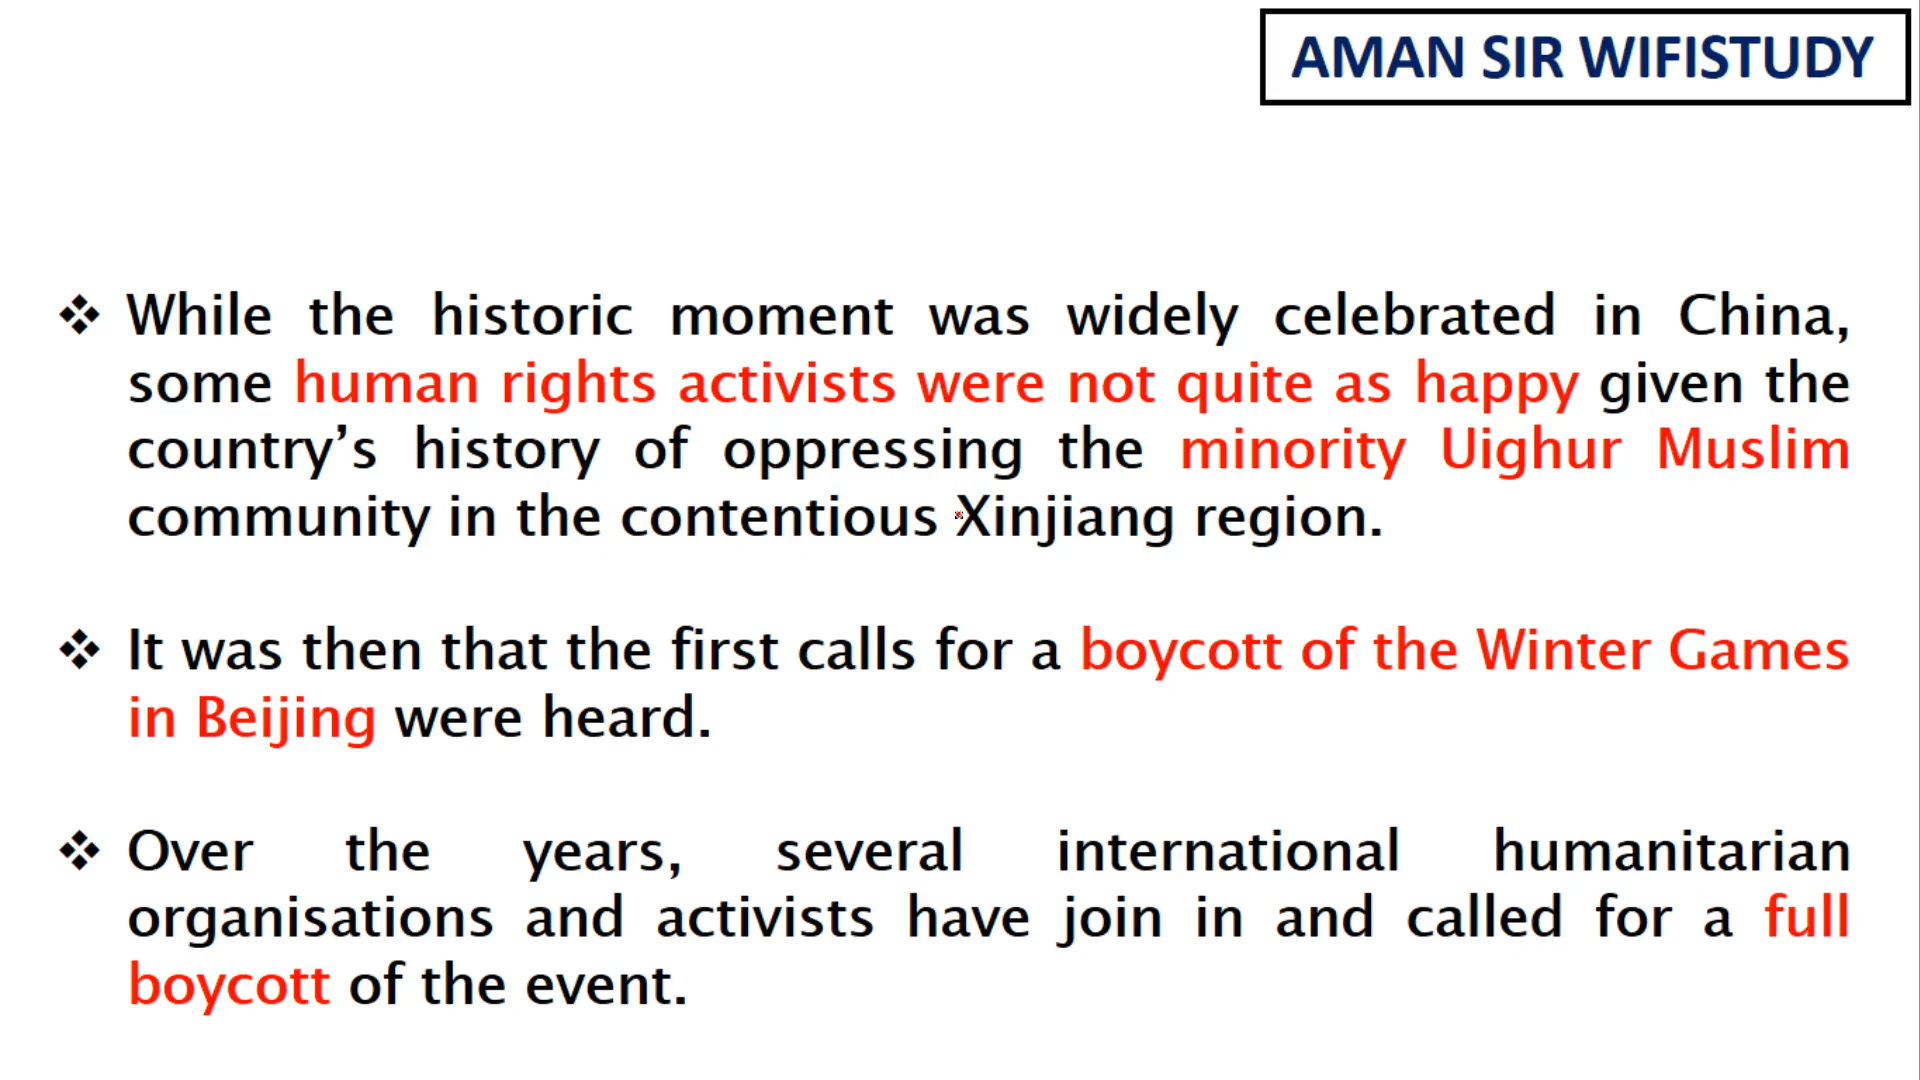 AMAN SIR WIFISTUDY
❖ While the historic moment was widely celebrated in China,
some human rights activists were not quite as happy given the
country’s history of oppressing the minority Uighur Muslim
community in the contentious Xinjiang region.
❖ It was then that the first calls for a boycott of the Winter Games
in Beijing were heard.
❖ Over the years, several international humanitarian
organisations and activists have join in and called for a full
boycott of the event.